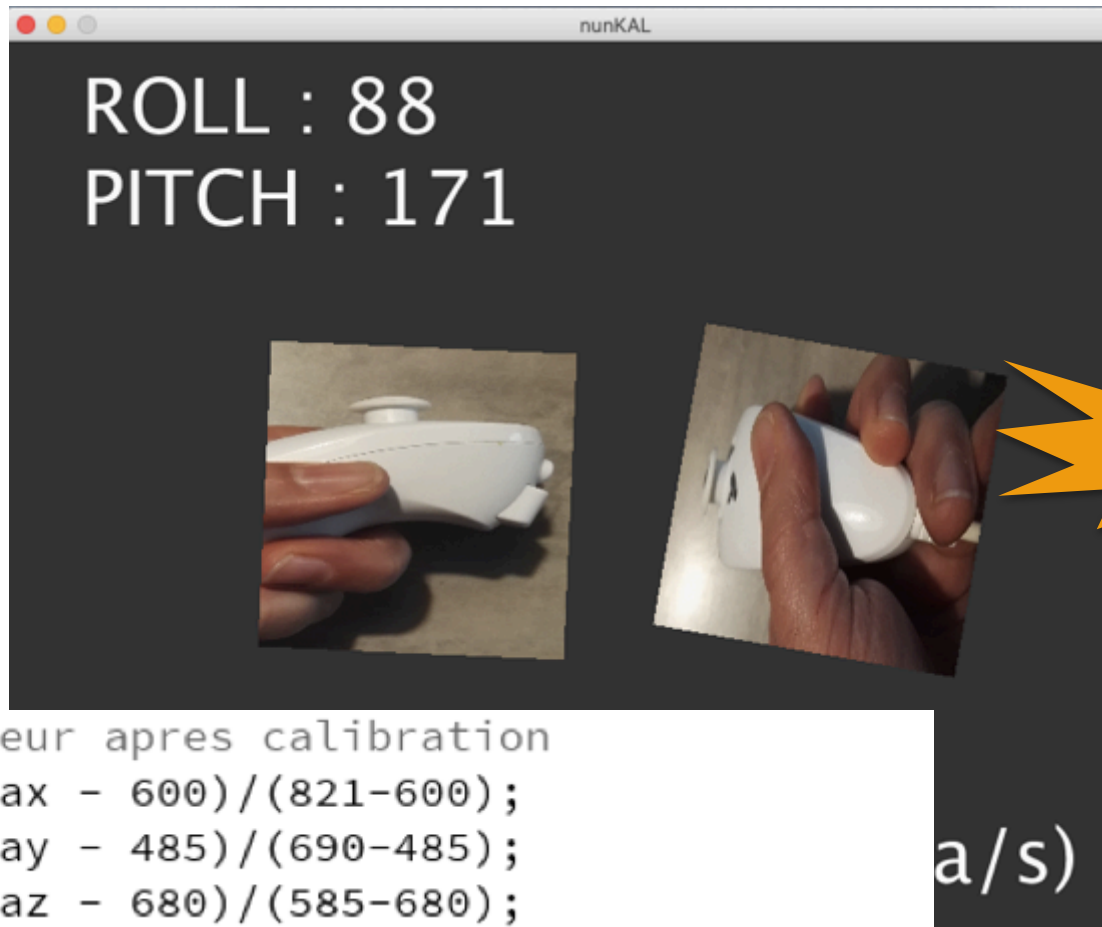 nunKAL
ROLL : 88
PITCH : 171
eur apres calibration
ax - 600)/(821-600);
ay - 485)/(690-485);
az - 680)/(585-680);
a/s)